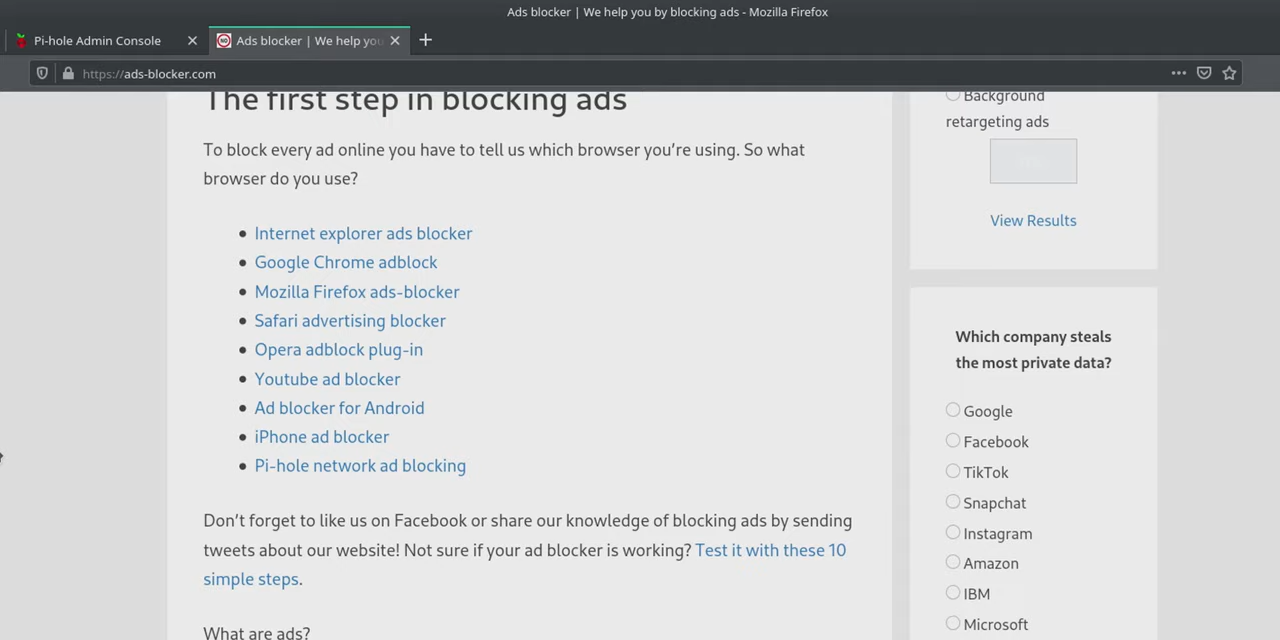 Ads blocker | We help you by blocking ads - Mozilla Firefox
Pi-hole Admin Console
Ads blocker | We help you
https://ads-blocker.com
The first step in blocking ads
To block every ad online you have to tell us which browser you’re using. So what
browser do you use?
Internet explorer ads blocker
Google Chrome adblock
Mozilla Firefox ads-blocker
Safari advertising blocker
Opera adblock plug-in
Youtube ad blocker
Ad blocker for Android
iPhone ad blocker
Pi-hole network ad blocking
Don’t forget to like us on Facebook or share our knowledge of blocking ads by sending
tweets about our website! Not sure if your ad blocker is working? Test it with these 10
simple steps.
What are ads?
Background
retargeting ads
View Results
Which company steals
the most private data?
Google
Facebook
TikTok
Snapchat
Instagram
Amazon
IBM
Microsoft